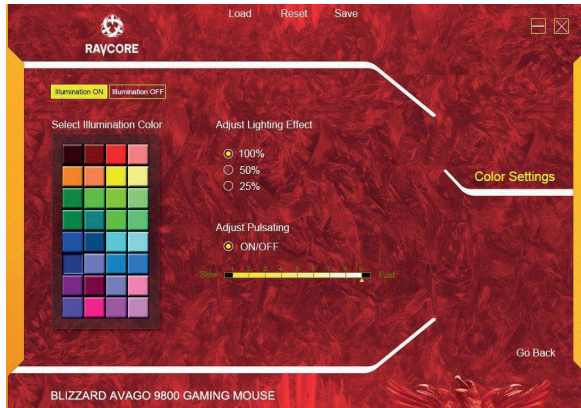 Load Reset Save
RAYCORE
Illumination ON Illumination OFF
Select Illumination Color
Adjust Lighting Effect
100%
50%
25%
Color Settings
Adjust Pulsating
ON/OFF
Slow Fast
Go Back
BLIZZARD AVAGO 9800 GAMING MOUSE